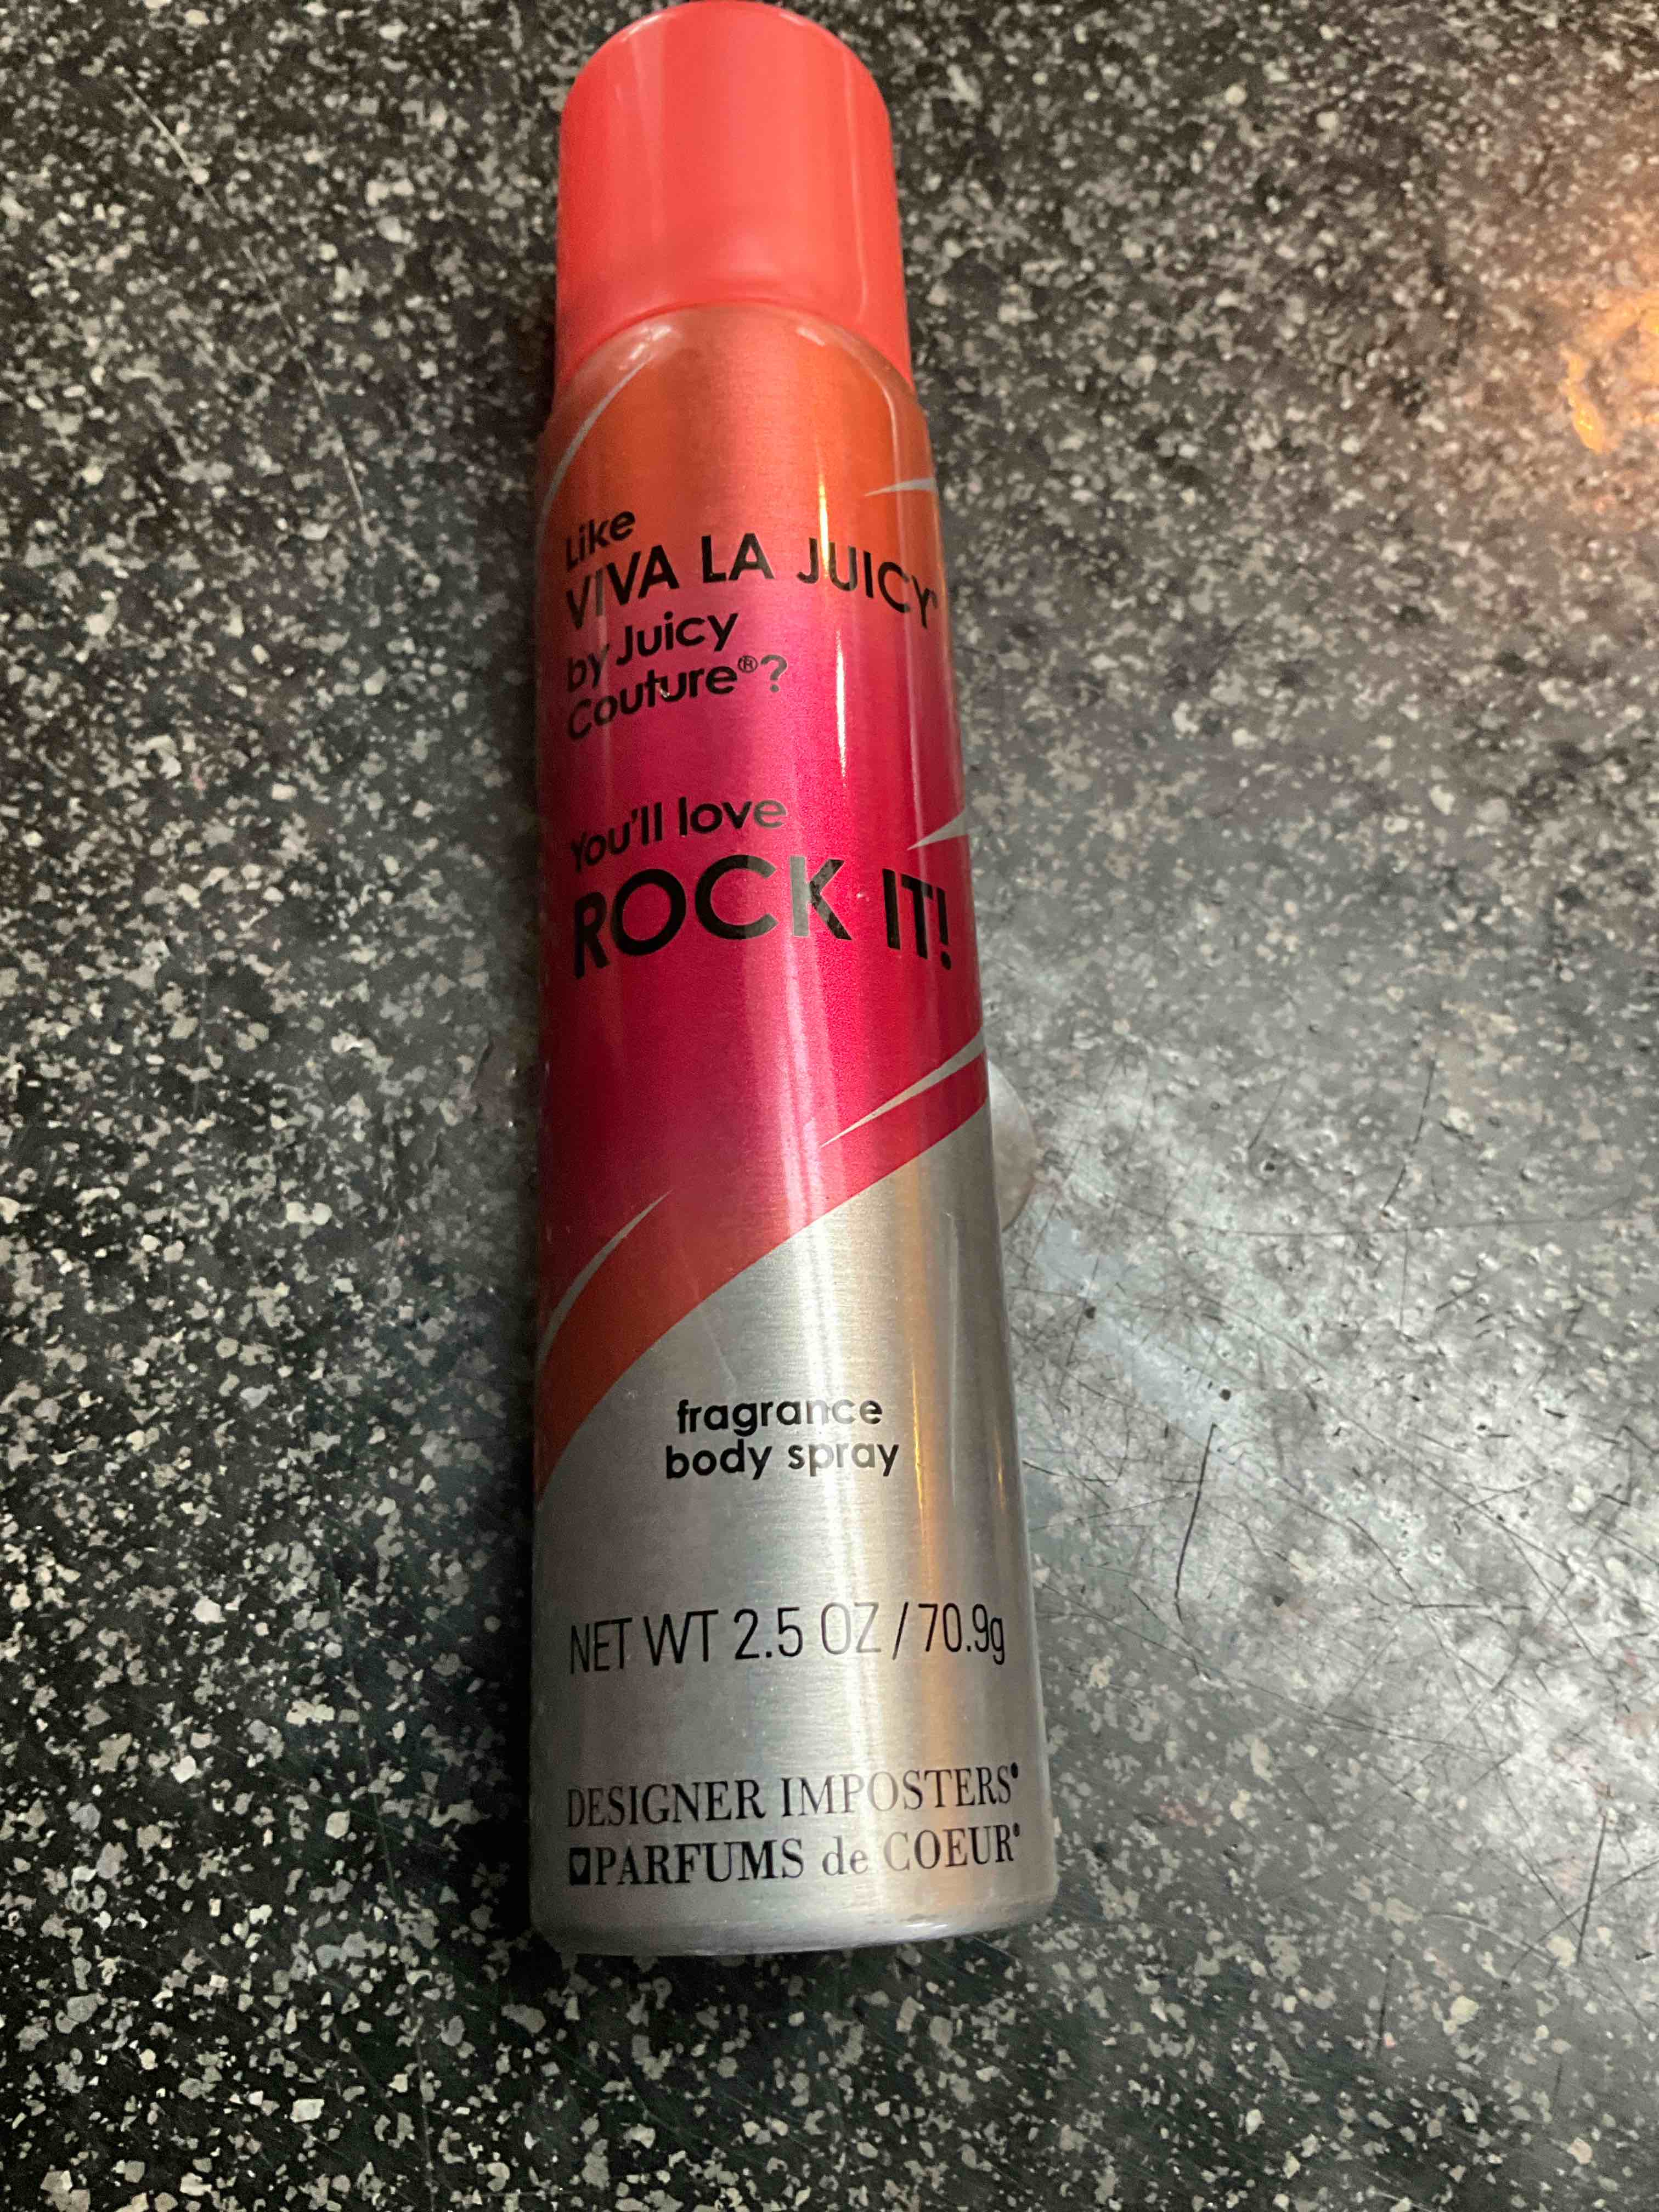 Like
VIVA LA JUICY®
by Juicy
Couture®?
You'll love
ROCK IT!
fragrance
body spray
NET WT 2.5 OZ / 70.9g
DESIGNER IMPOSTERS®
PARFUMS de COEUR®